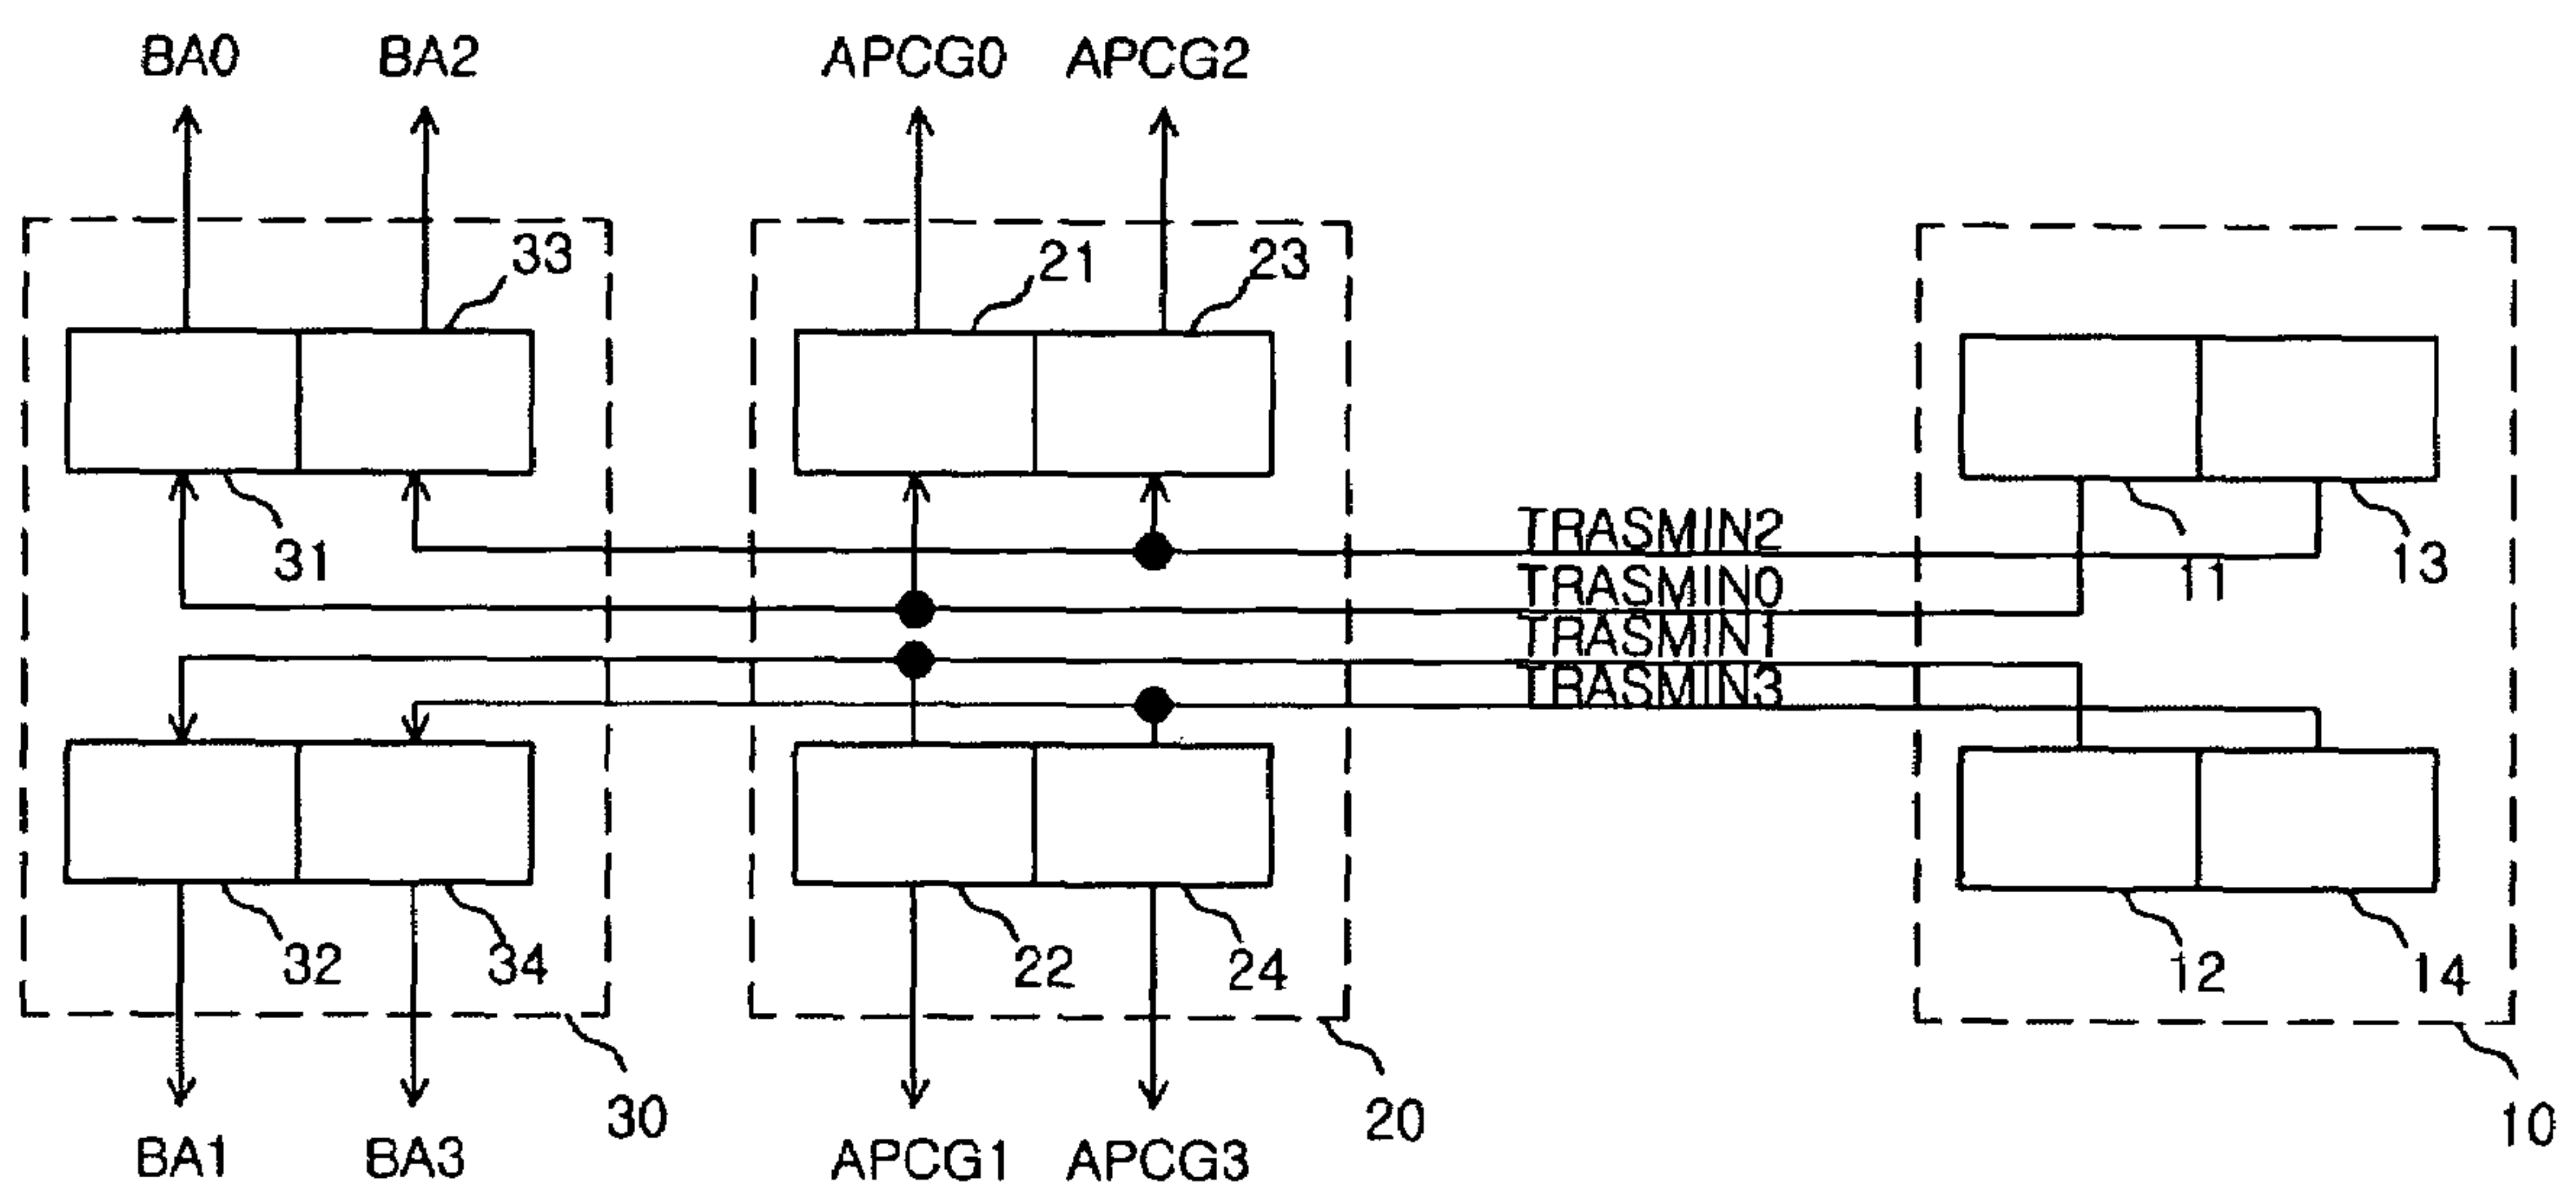 BA0 BA2 APCG0 APCG2
33 21 23
31 TRASMIN2 11 13
TRASMIN0
TRASMIN1
TRASMIN3
32 34 22 24 12 14
30 20 10
BA1 BA3 APCG1 APCG3